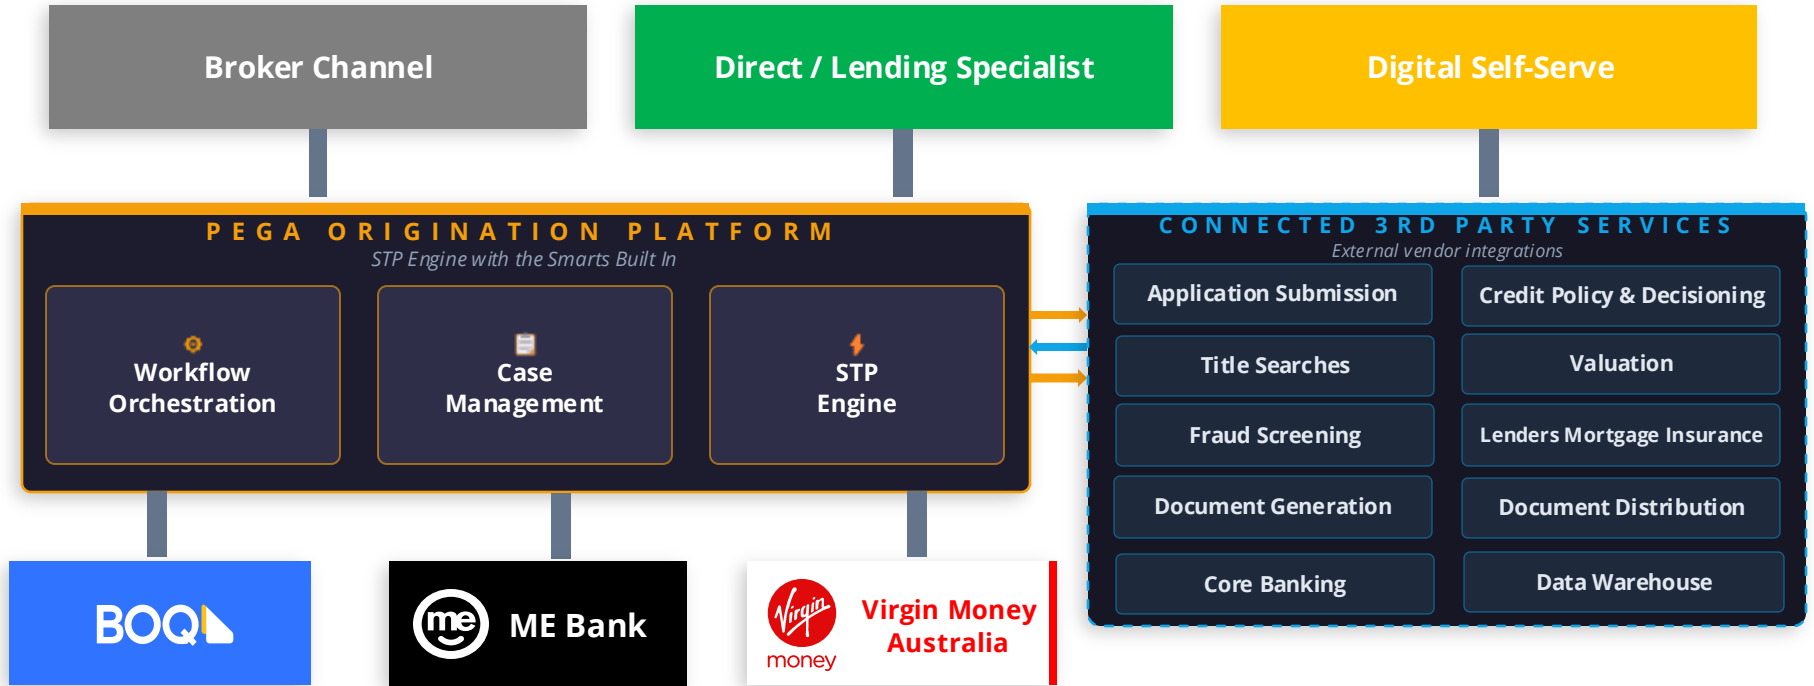 Broker Channel
Direct / Lending Specialist
Digital Self-Serve
PEGA ORIGINATION PLATFORM
STP Engine with the Smarts Built In
Workflow
Orchestration
Case
Management
STP
Engine
CONNECTED 3RD PARTY SERVICES
External vendor integrations
Application Submission
Credit Policy & Decisioning
Title Searches
Valuation
Fraud Screening
Lenders Mortgage Insurance
Document Generation
Document Distribution
Core Banking
Data Warehouse
BOQ
me
ME Bank
Virgin
money
Virgin Money
Australia